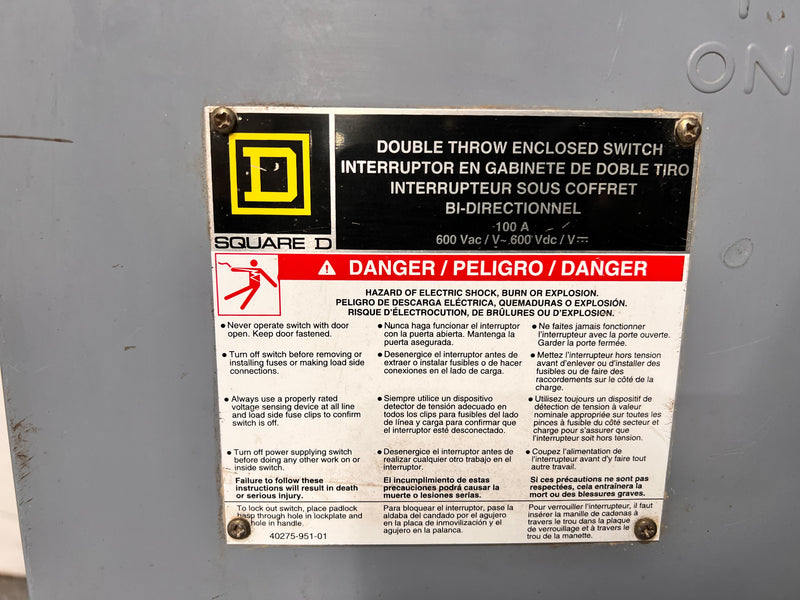 ON
D
SQUARE D
DOUBLE THROW ENCLOSED SWITCH
INTERRUPTOR EN GABINETE DE DOBLE TIRO
INTERRUPTEUR SOUS COFFRET
BI-DIRECTIONNEL
100 A
600 Vac / V~ 600 Vdc / V⎓
DANGER / PELIGRO / DANGER
HAZARD OF ELECTRIC SHOCK, BURN OR EXPLOSION.
PELIGRO DE DESCARGA ELÉCTRICA, QUEMADURAS O EXPLOSIÓN.
RISQUE D'ÉLECTROCUTION, DE BRÛLURES OU D'EXPLOSION.
• Never operate switch with door
open. Keep door fastened.
• Turn off switch before removing or
installing fuses or making load side
connections.
• Always use a properly rated
voltage sensing device at all line
and load side fuse clips to confirm
switch is off.
• Turn off power supplying switch
before doing any other work on or
inside switch.
Failure to follow these
instructions will result in death
or serious injury.
To lock out switch, place padlock
hasp through hole in lockplate and
hole in handle.
40275-951-01
• Nunca haga funcionar el interruptor
con la puerta abierta. Mantenga la
puerta asegurada.
• Desenergice el interruptor antes de
extraer o instalar fusibles o de hacer
conexiones en el lado de carga.
• Siempre utilice un dispositivo
detector de tensión adecuado en
todos los clips para fusibles del lado
de línea y carga para confirmar que
el interruptor esté desconectado.
• Desenergice el interruptor antes de
realizar cualquier otro trabajo en el
interruptor.
El incumplimiento de estas
precauciones podrá causar la
muerte o lesiones serias.
Para bloquear el interruptor, pase la
aldaba del candado por el agujero
en la placa de inmovilización y el
agujero en la palanca.
• Ne faites jamais fonctionner
l'interrupteur avec la porte ouverte.
Garder la porte fermée.
• Mettez l'interrupteur hors tension
avant d'enlever ou d'installer des
fusibles ou de faire des
raccordements sur le côté de la
charge.
• Utilisez toujours un dispositif de
détection de tension à valeur
nominale appropriée sur toutes les
pinces à fusible du côté secteur et
charge pour s'assurer que
l'interrupteur soit hors tension.
• Coupez l'alimentation de
l'interrupteur avant d'y faire tout
autre travail.
Si ces précautions ne sont pas
respectées, cela entraînera la
mort ou des blessures graves.
Pour verrouiller l'interrupteur, il faut
insérer la manille de cadenas à
travers le trou dans la plaque
de verrouillage et à travers le
trou de la manette.